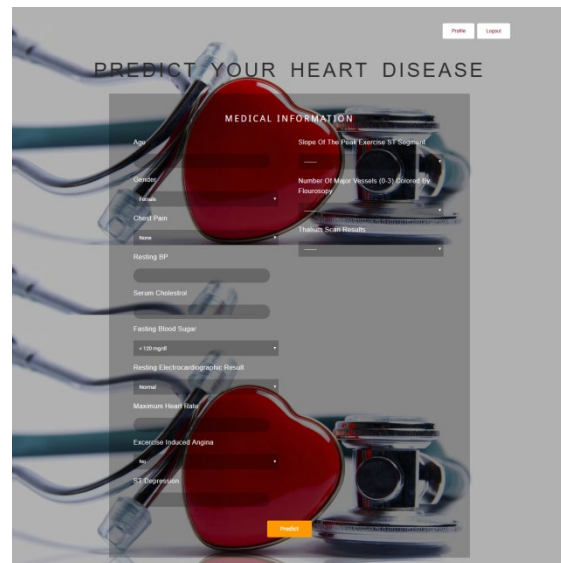 Profile
Logout
PREDICT YOUR HEART DISEASE
MEDICAL INFORMATION
Age
Gender
Female
Chest Pain
None
Resting BP
Serum Cholestrol
Fasting Blood Sugar
< 120 mg/dl
Resting Electrocardiographic Result
Normal
Maximum Heart Rate
Excercise Induced Angina
No
ST Depression
Slope Of The Peak Exercise ST Segment
--------
Number Of Major Vessels (0-3) Colored By
Flourosopy
--------
Thalium Scan Results
--------
Predict